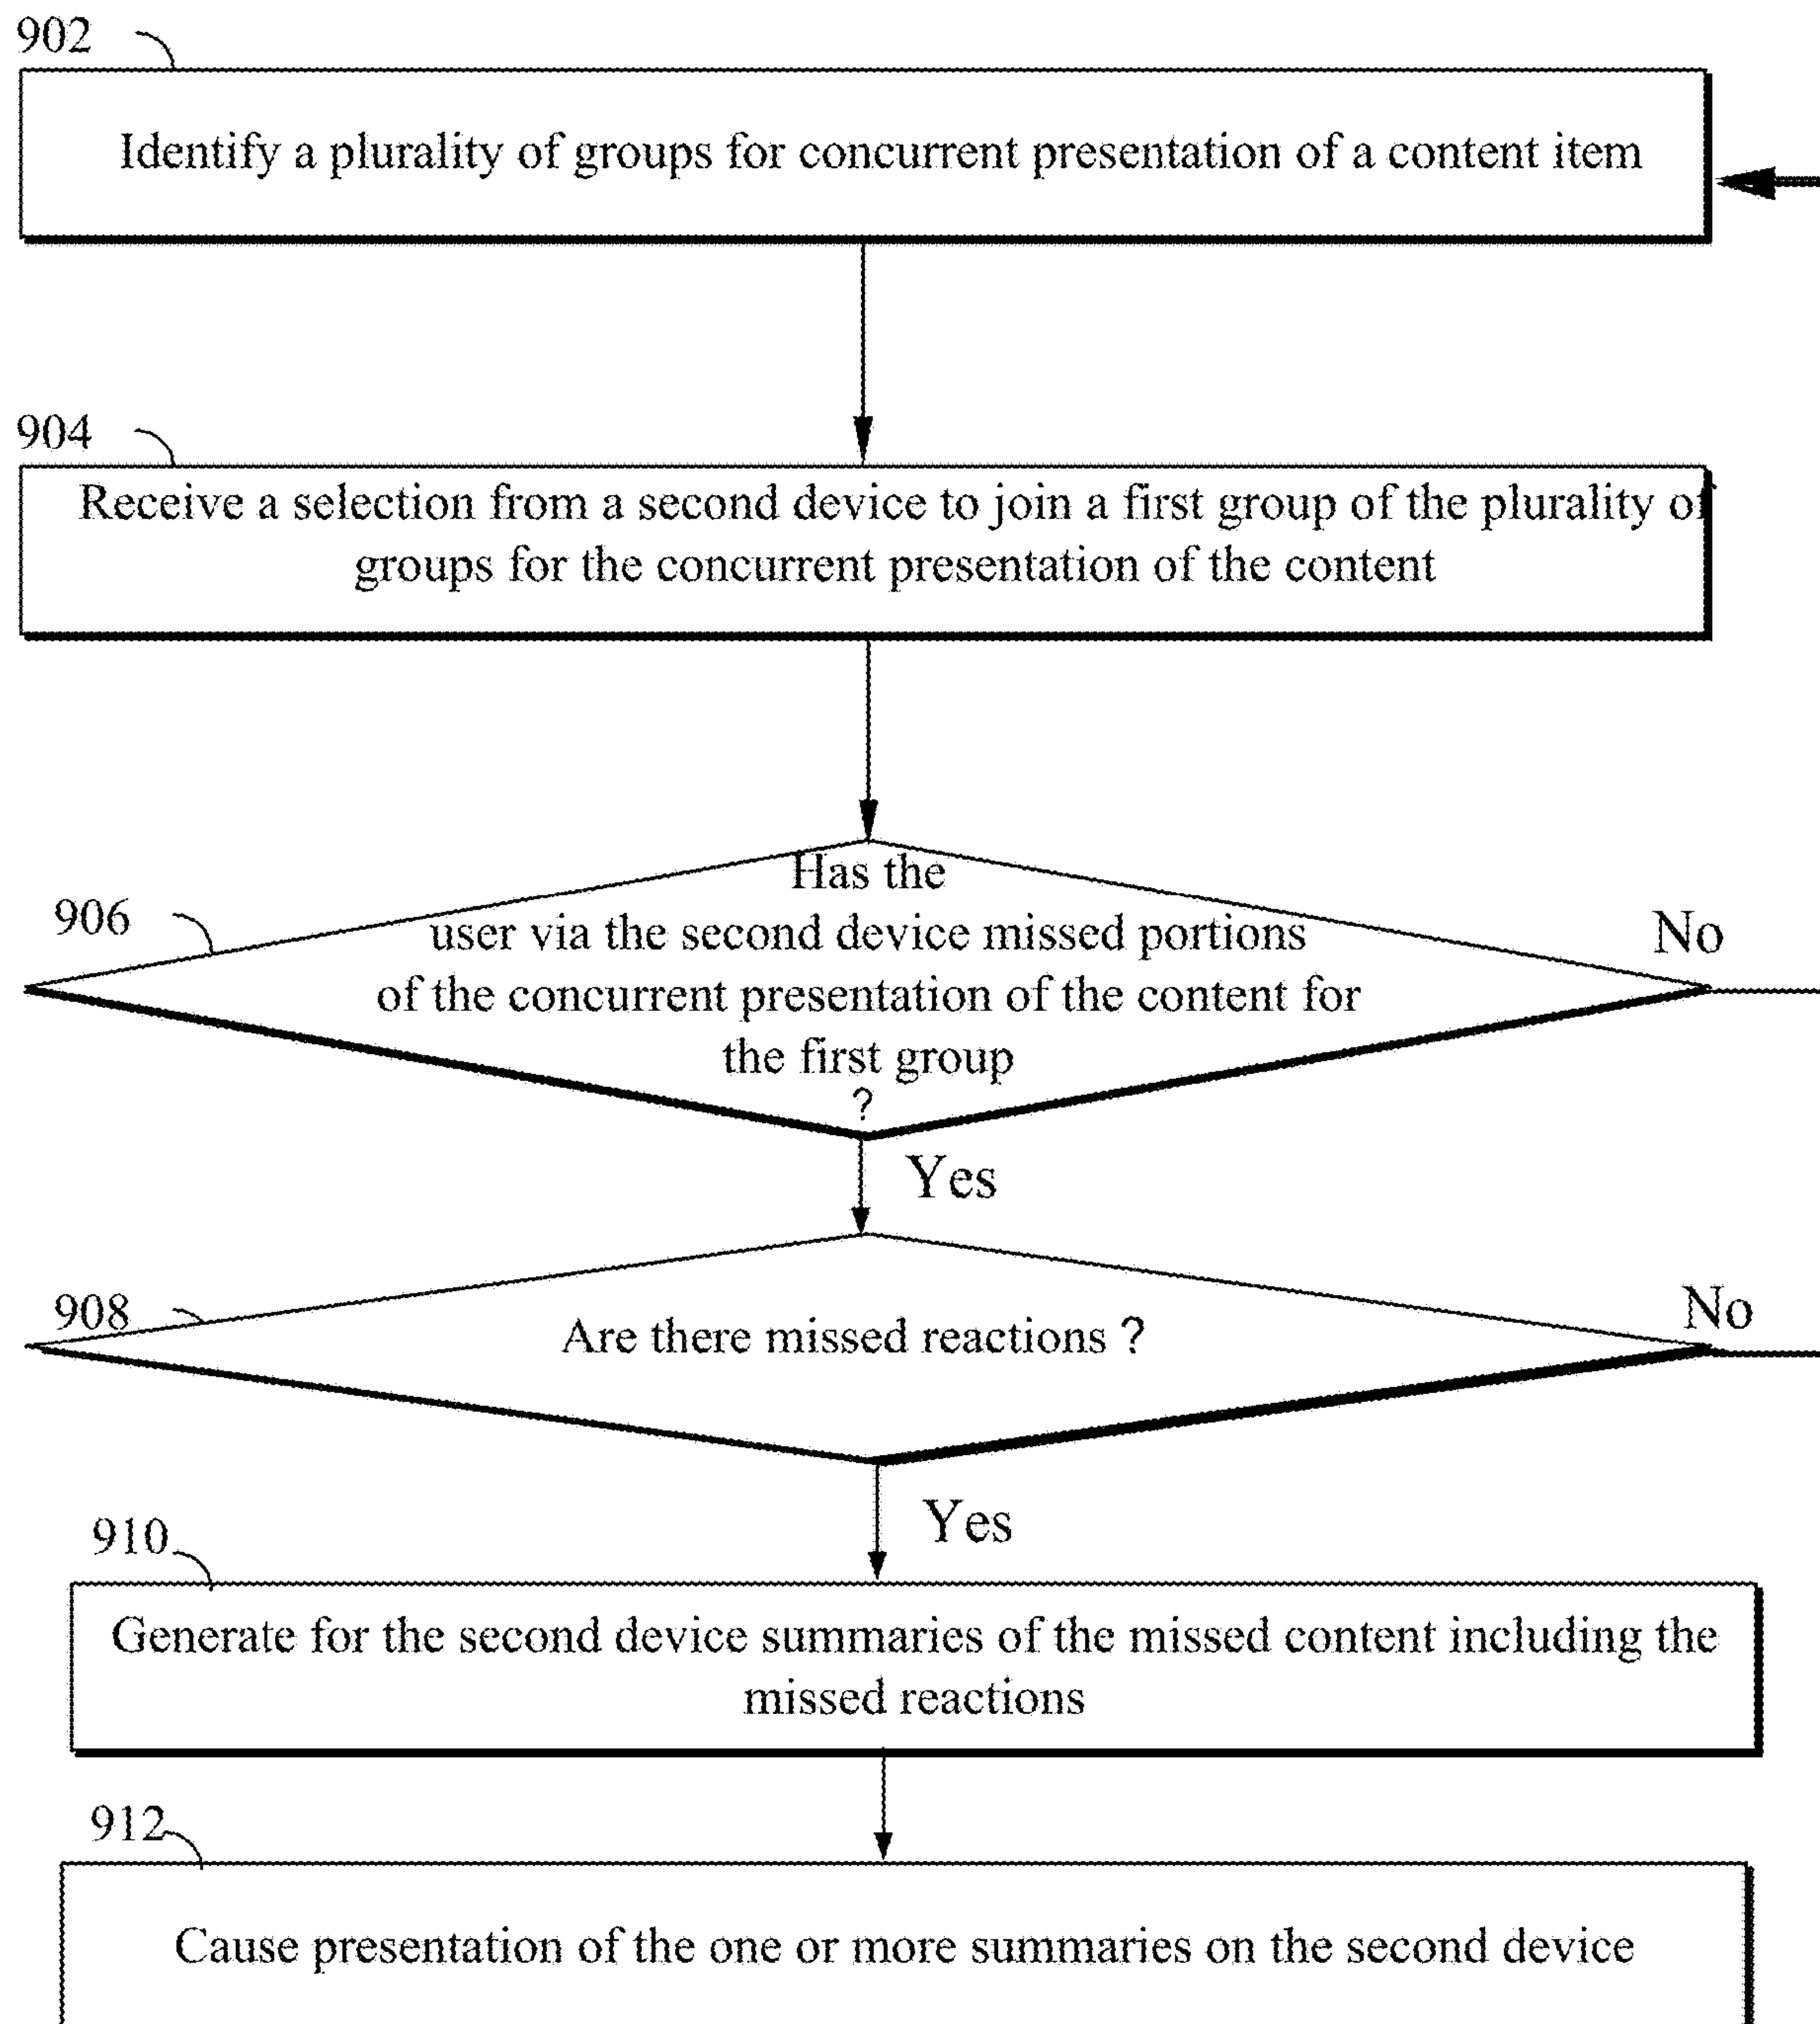 902
Identify a plurality of groups for concurrent presentation of a content item
904
Receive a selection from a second device to join a first group of the plurality of
groups for the concurrent presentation of the content
906
Has the
user via the second device missed portions
of the concurrent presentation of the content for
the first group
?
No
Yes
908
Are there missed reactions ?
No
Yes
910
Generate for the second device summaries of the missed content including the
missed reactions
912
Cause presentation of the one or more summaries on the second device